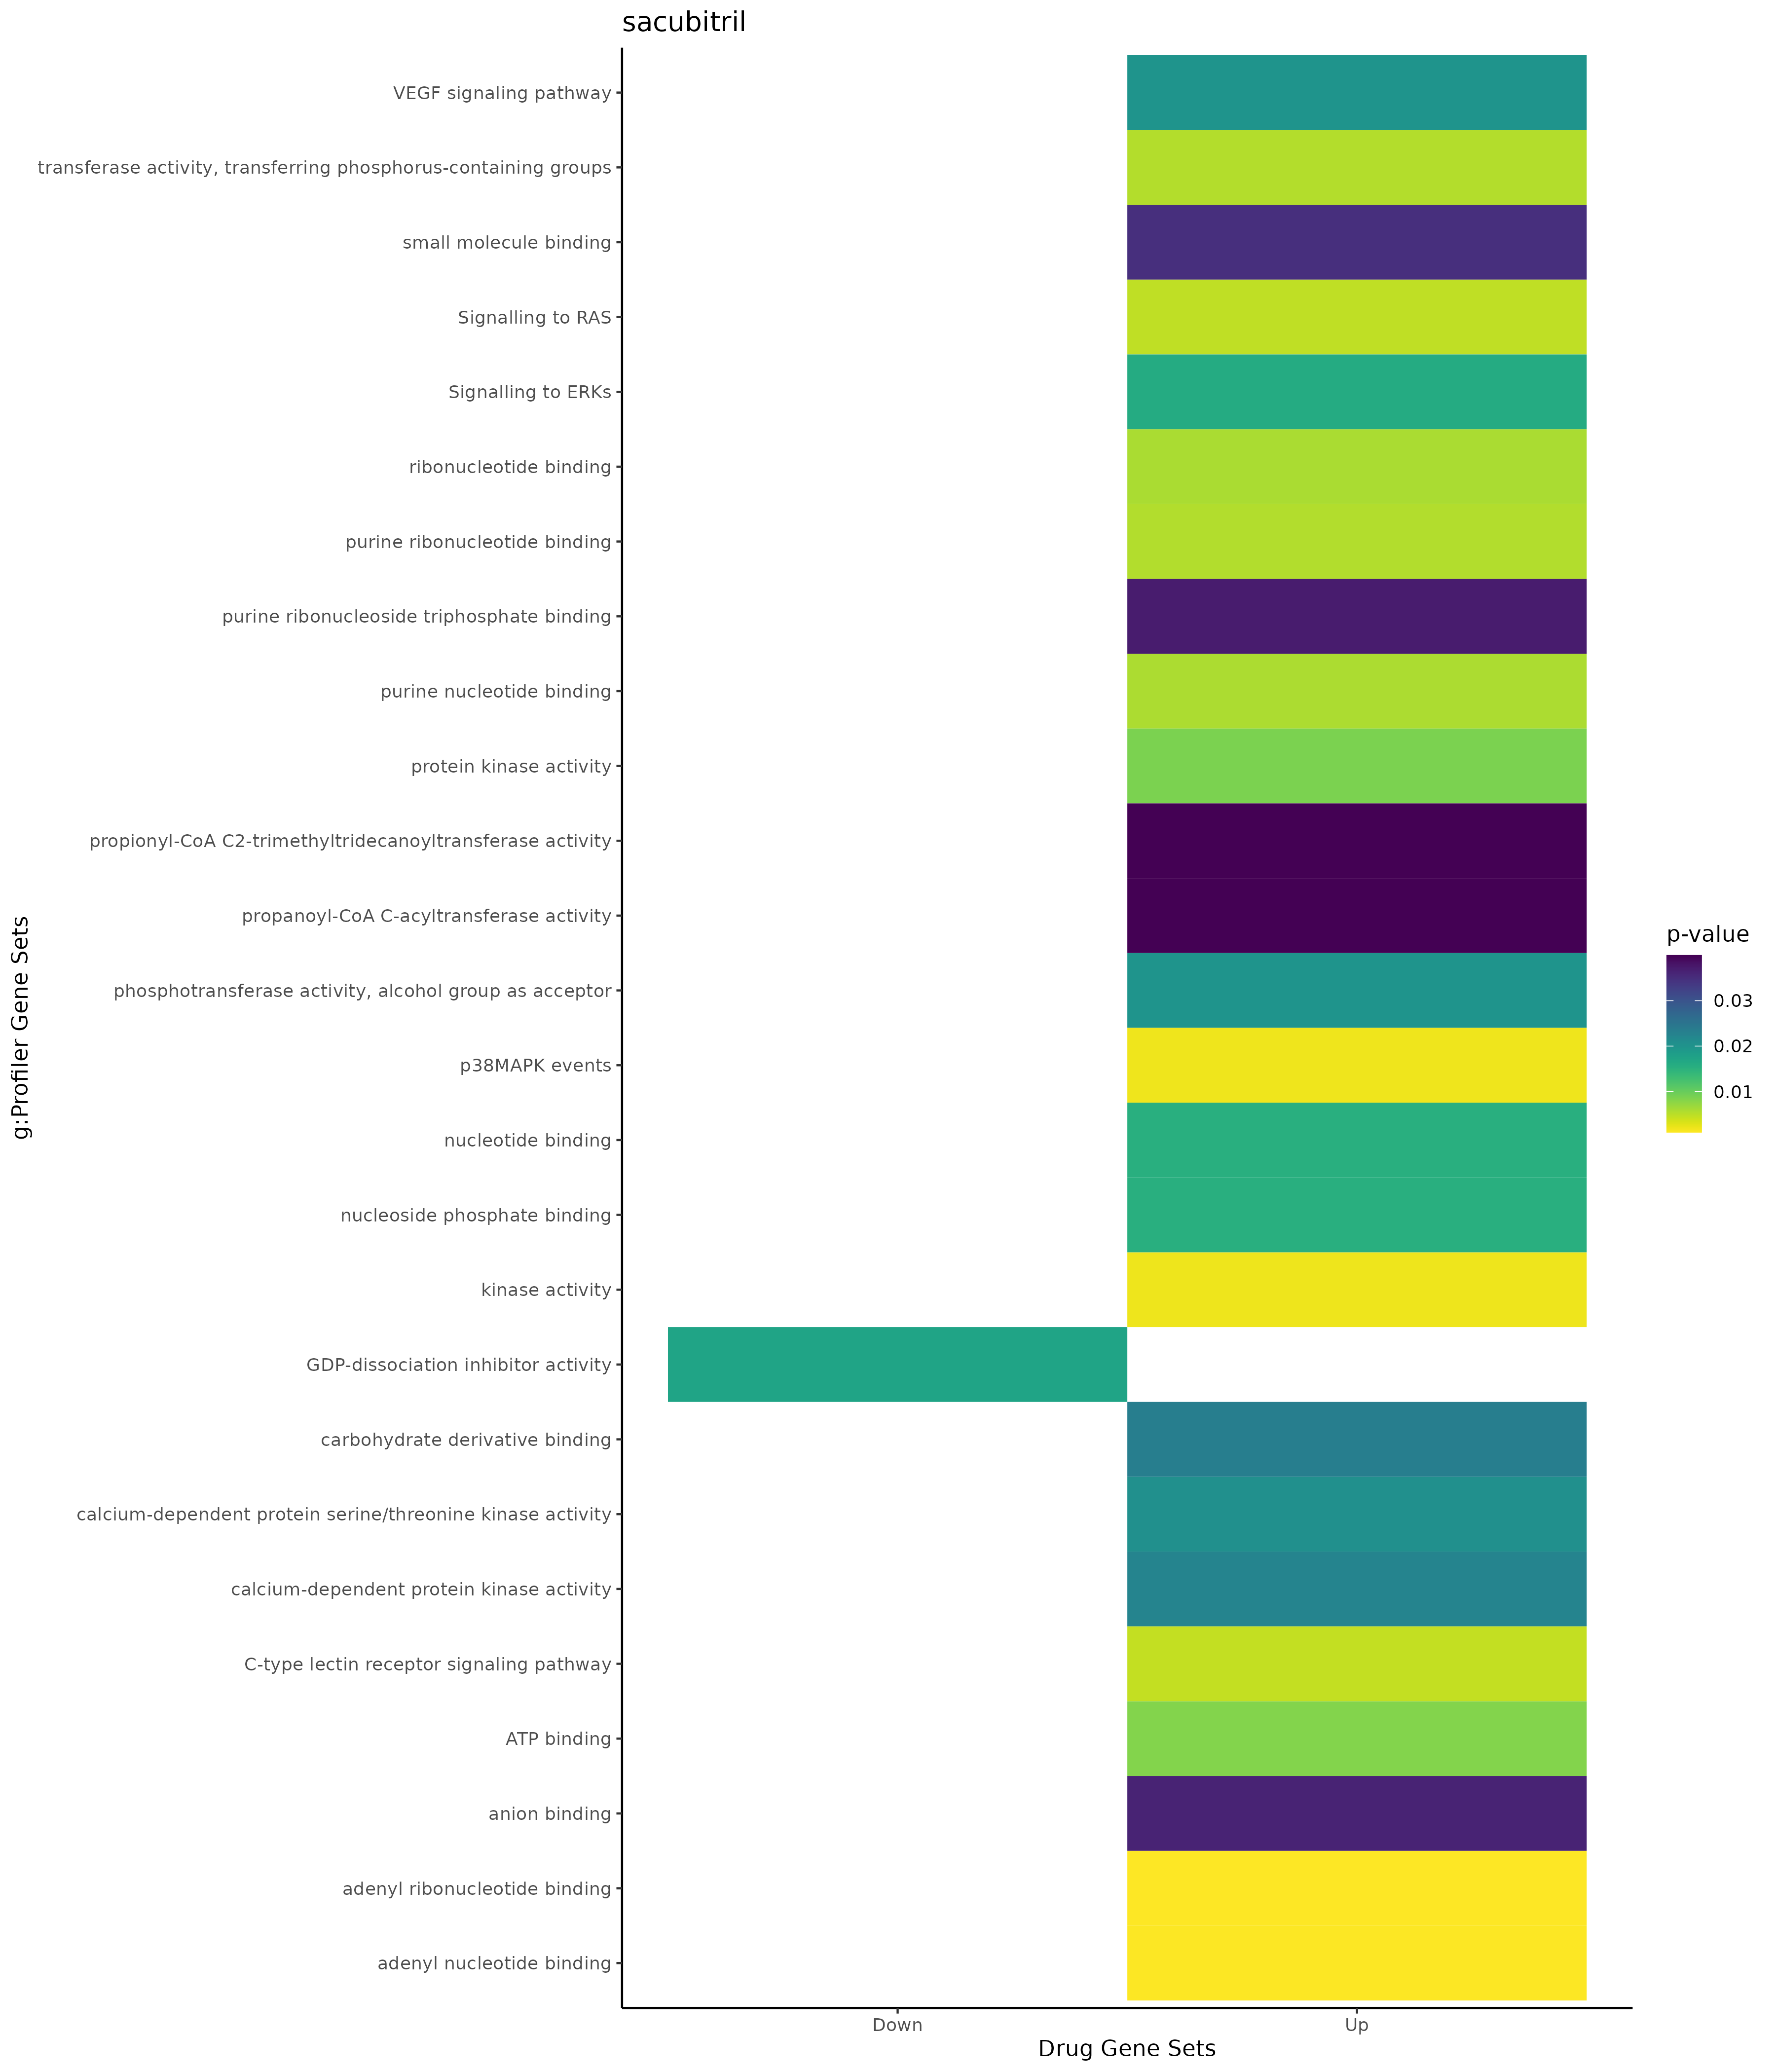 sacubitril
VEGF signaling pathway
transferase activity, transferring phosphorus-containing groups
small molecule binding
Signalling to RAS
Signalling to ERKs
ribonucleotide binding
purine ribonucleotide binding
purine ribonucleoside triphosphate binding
purine nucleotide binding
protein kinase activity
propionyl-CoA C2-trimethyltridecanoyltransferase activity
propanoyl-CoA C-acyltransferase activity
phosphotransferase activity, alcohol group as acceptor
p38MAPK events
nucleotide binding
nucleoside phosphate binding
kinase activity
GDP-dissociation inhibitor activity
carbohydrate derivative binding
calcium-dependent protein serine/threonine kinase activity
calcium-dependent protein kinase activity
C-type lectin receptor signaling pathway
ATP binding
anion binding
adenyl ribonucleotide binding
adenyl nucleotide binding
g:Profiler Gene Sets
Down
Up
Drug Gene Sets
p-value
0.03
0.02
0.01